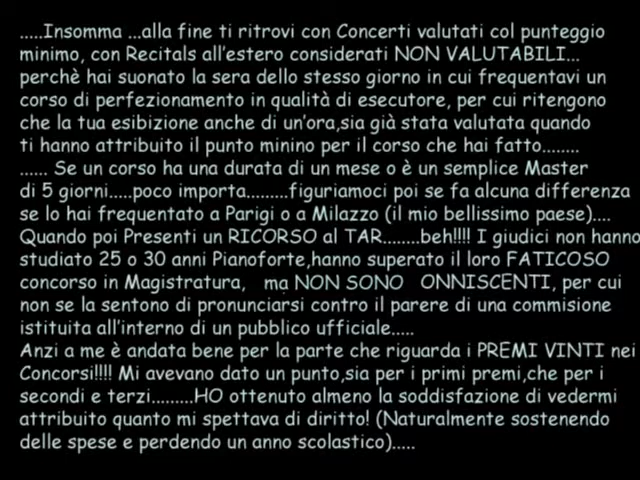 .....Insomma ...alla fine ti ritrovi con Concerti valutati col punteggio
minimo, con Recitals all'estero considerati NON VALUTABILI...
perchè hai suonato la sera dello stesso giorno in cui frequentavi un
corso di perfezionamento in qualità di esecutore, per cui ritengono
che la tua esibizione anche di un'ora,sia già stata valutata quando
ti hanno attribuito il punto minino per il corso che hai fatto........
...... Se un corso ha una durata di un mese o è un semplice Master
di 5 giorni.....poco importa.........figuriamoci poi se fa alcuna differenza
se lo hai frequentato a Parigi o a Milazzo (il mio bellissimo paese)....
Quando poi Presenti un RICORSO al TAR........beh!!!! I giudici non hanno
studiato 25 o 30 anni Pianoforte,hanno superato il loro FATICOSO
concorso in Magistratura, ma NON SONO ONNISCENTI, per cui
non se la sentono di pronunciarsi contro il parere di una commisione
istituita all'interno di un pubblico ufficiale.....
Anzi a me è andata bene per la parte che riguarda i PREMI VINTI nei
Concorsi!!!! Mi avevano dato un punto,sia per i primi premi,che per i
secondi e terzi.........HO ottenuto almeno la soddisfazione di vedermi
attribuito quanto mi spettava di diritto! (Naturalmente sostenendo
delle spese e perdendo un anno scolastico).....